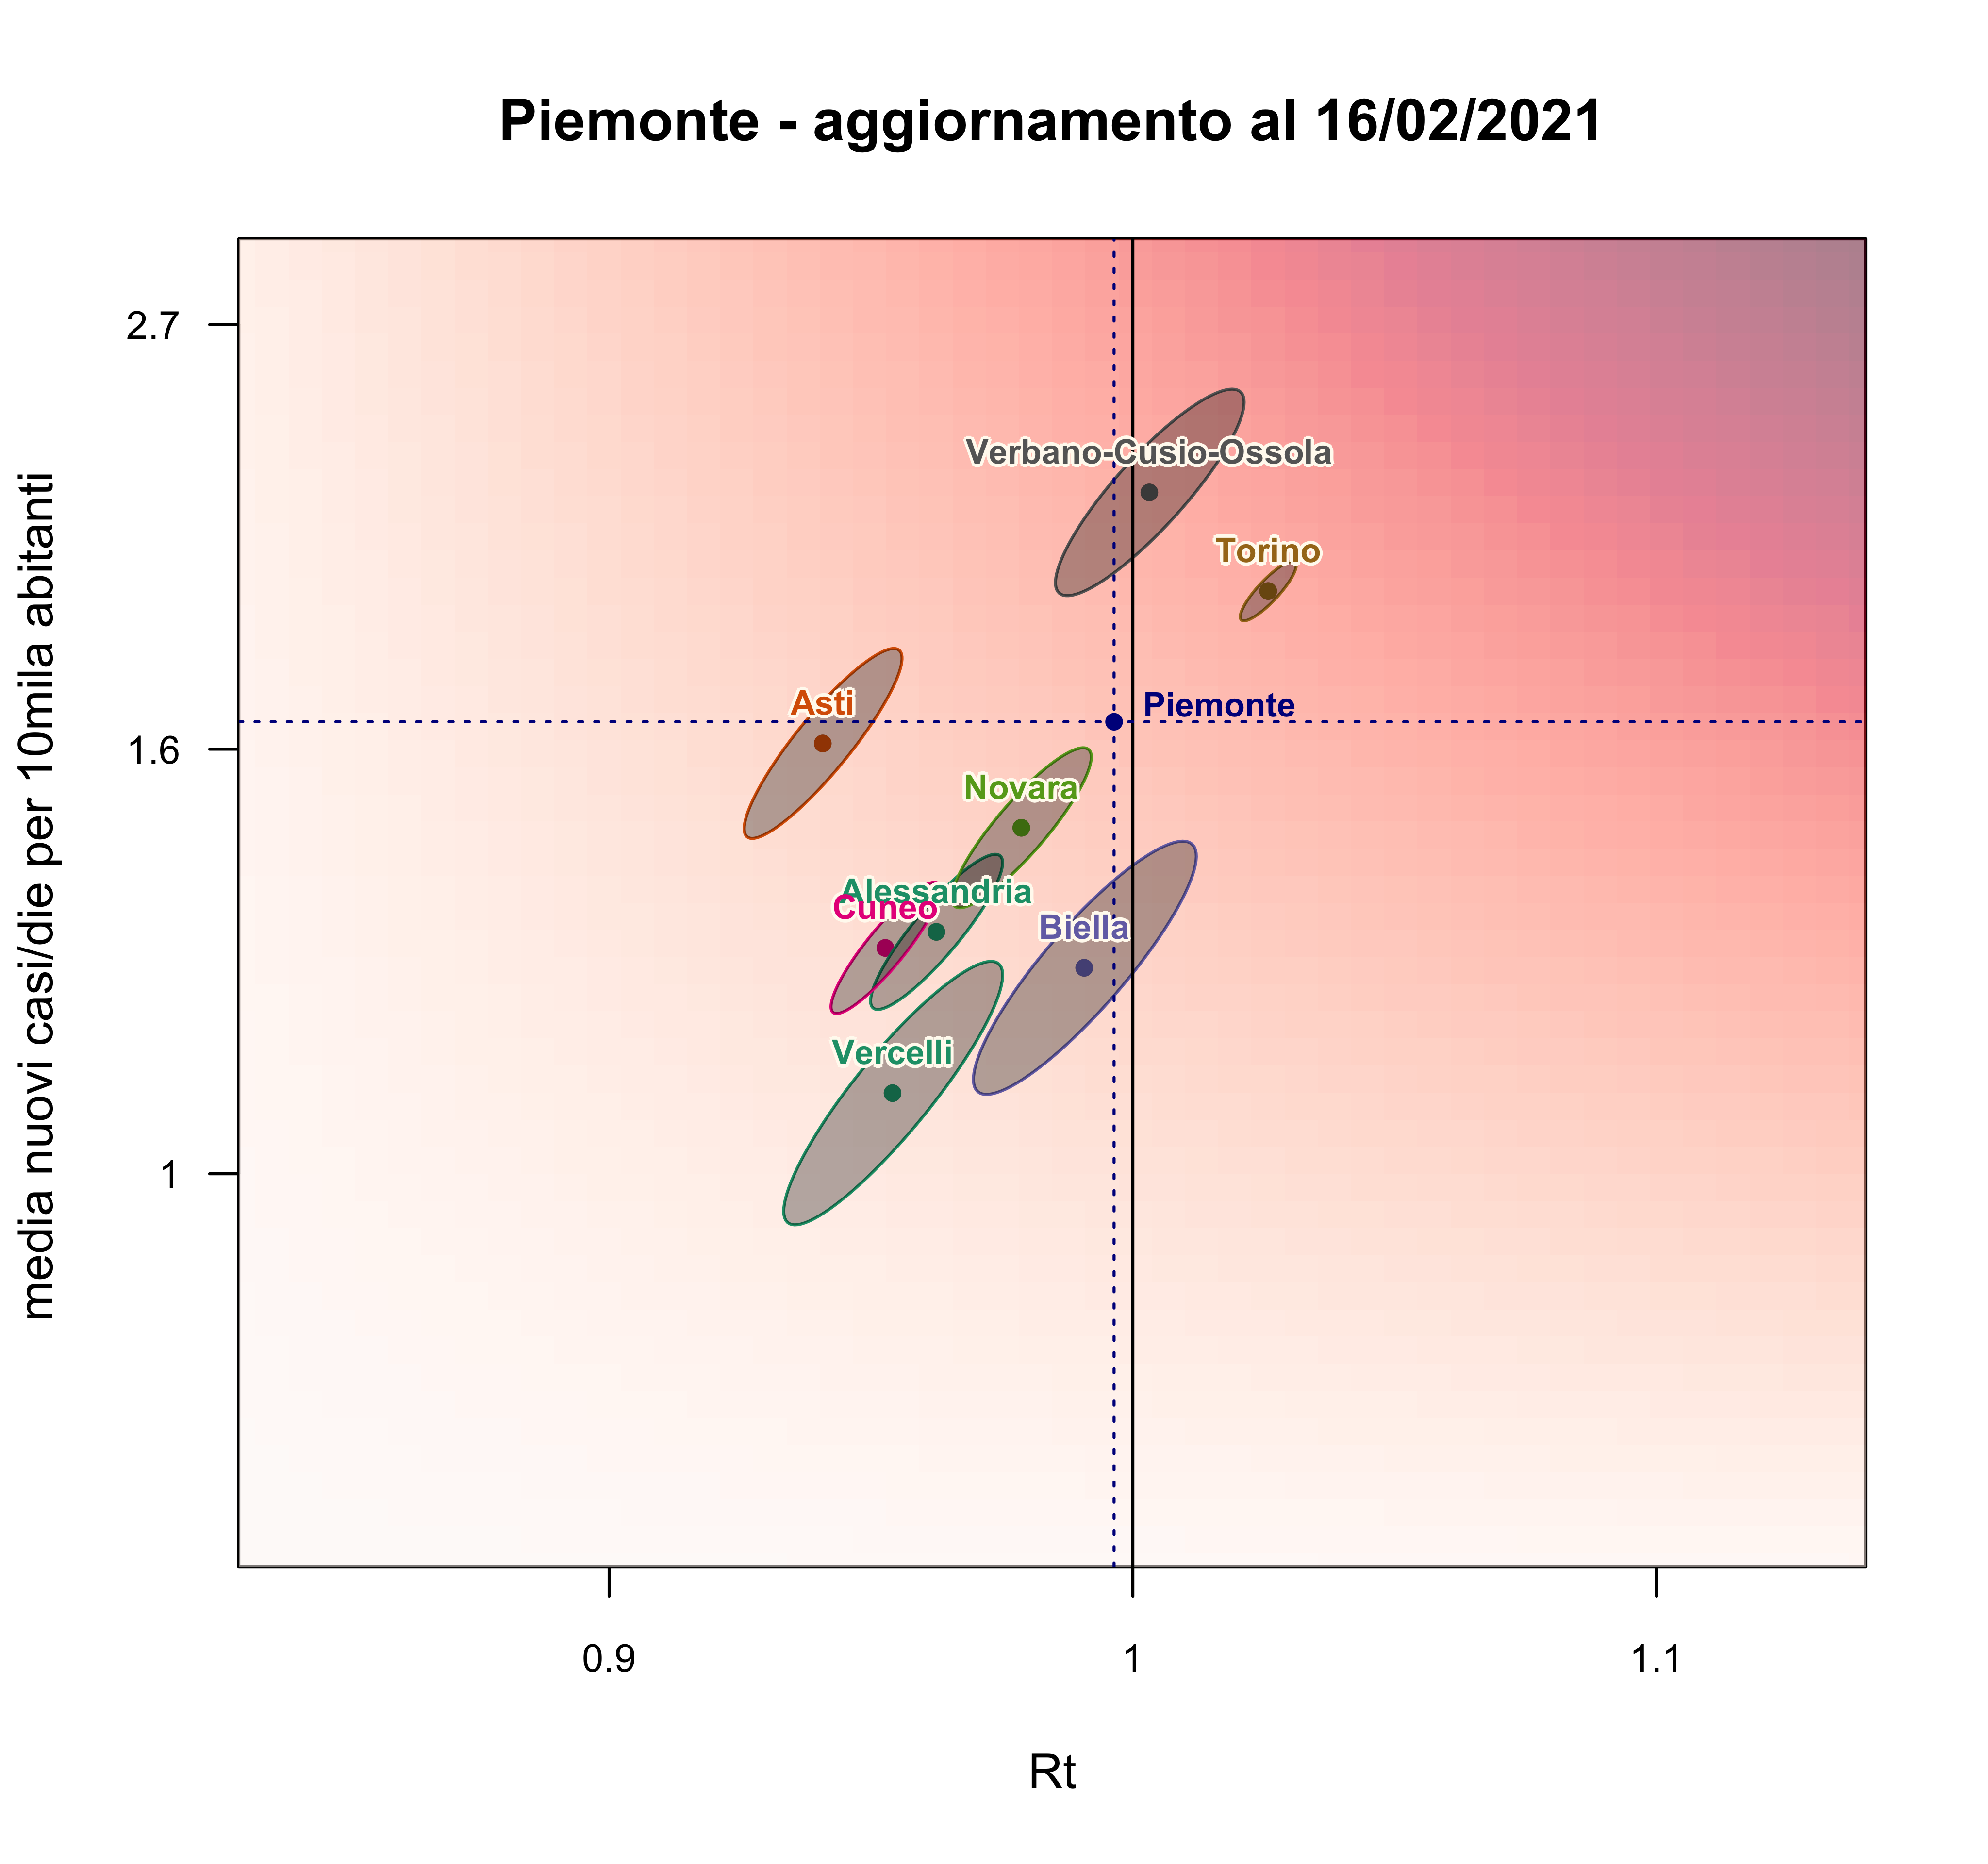 Piemonte - aggiornamento al 16/02/2021
media nuovi casi/die per 10mila abitanti
2.7
1.6
1
Verbano-Cusio-Ossola
Torino
Asti
Piemonte
Novara
Alessandria
Cuneo
Biella
Vercelli
0.9
1
1.1
Rt